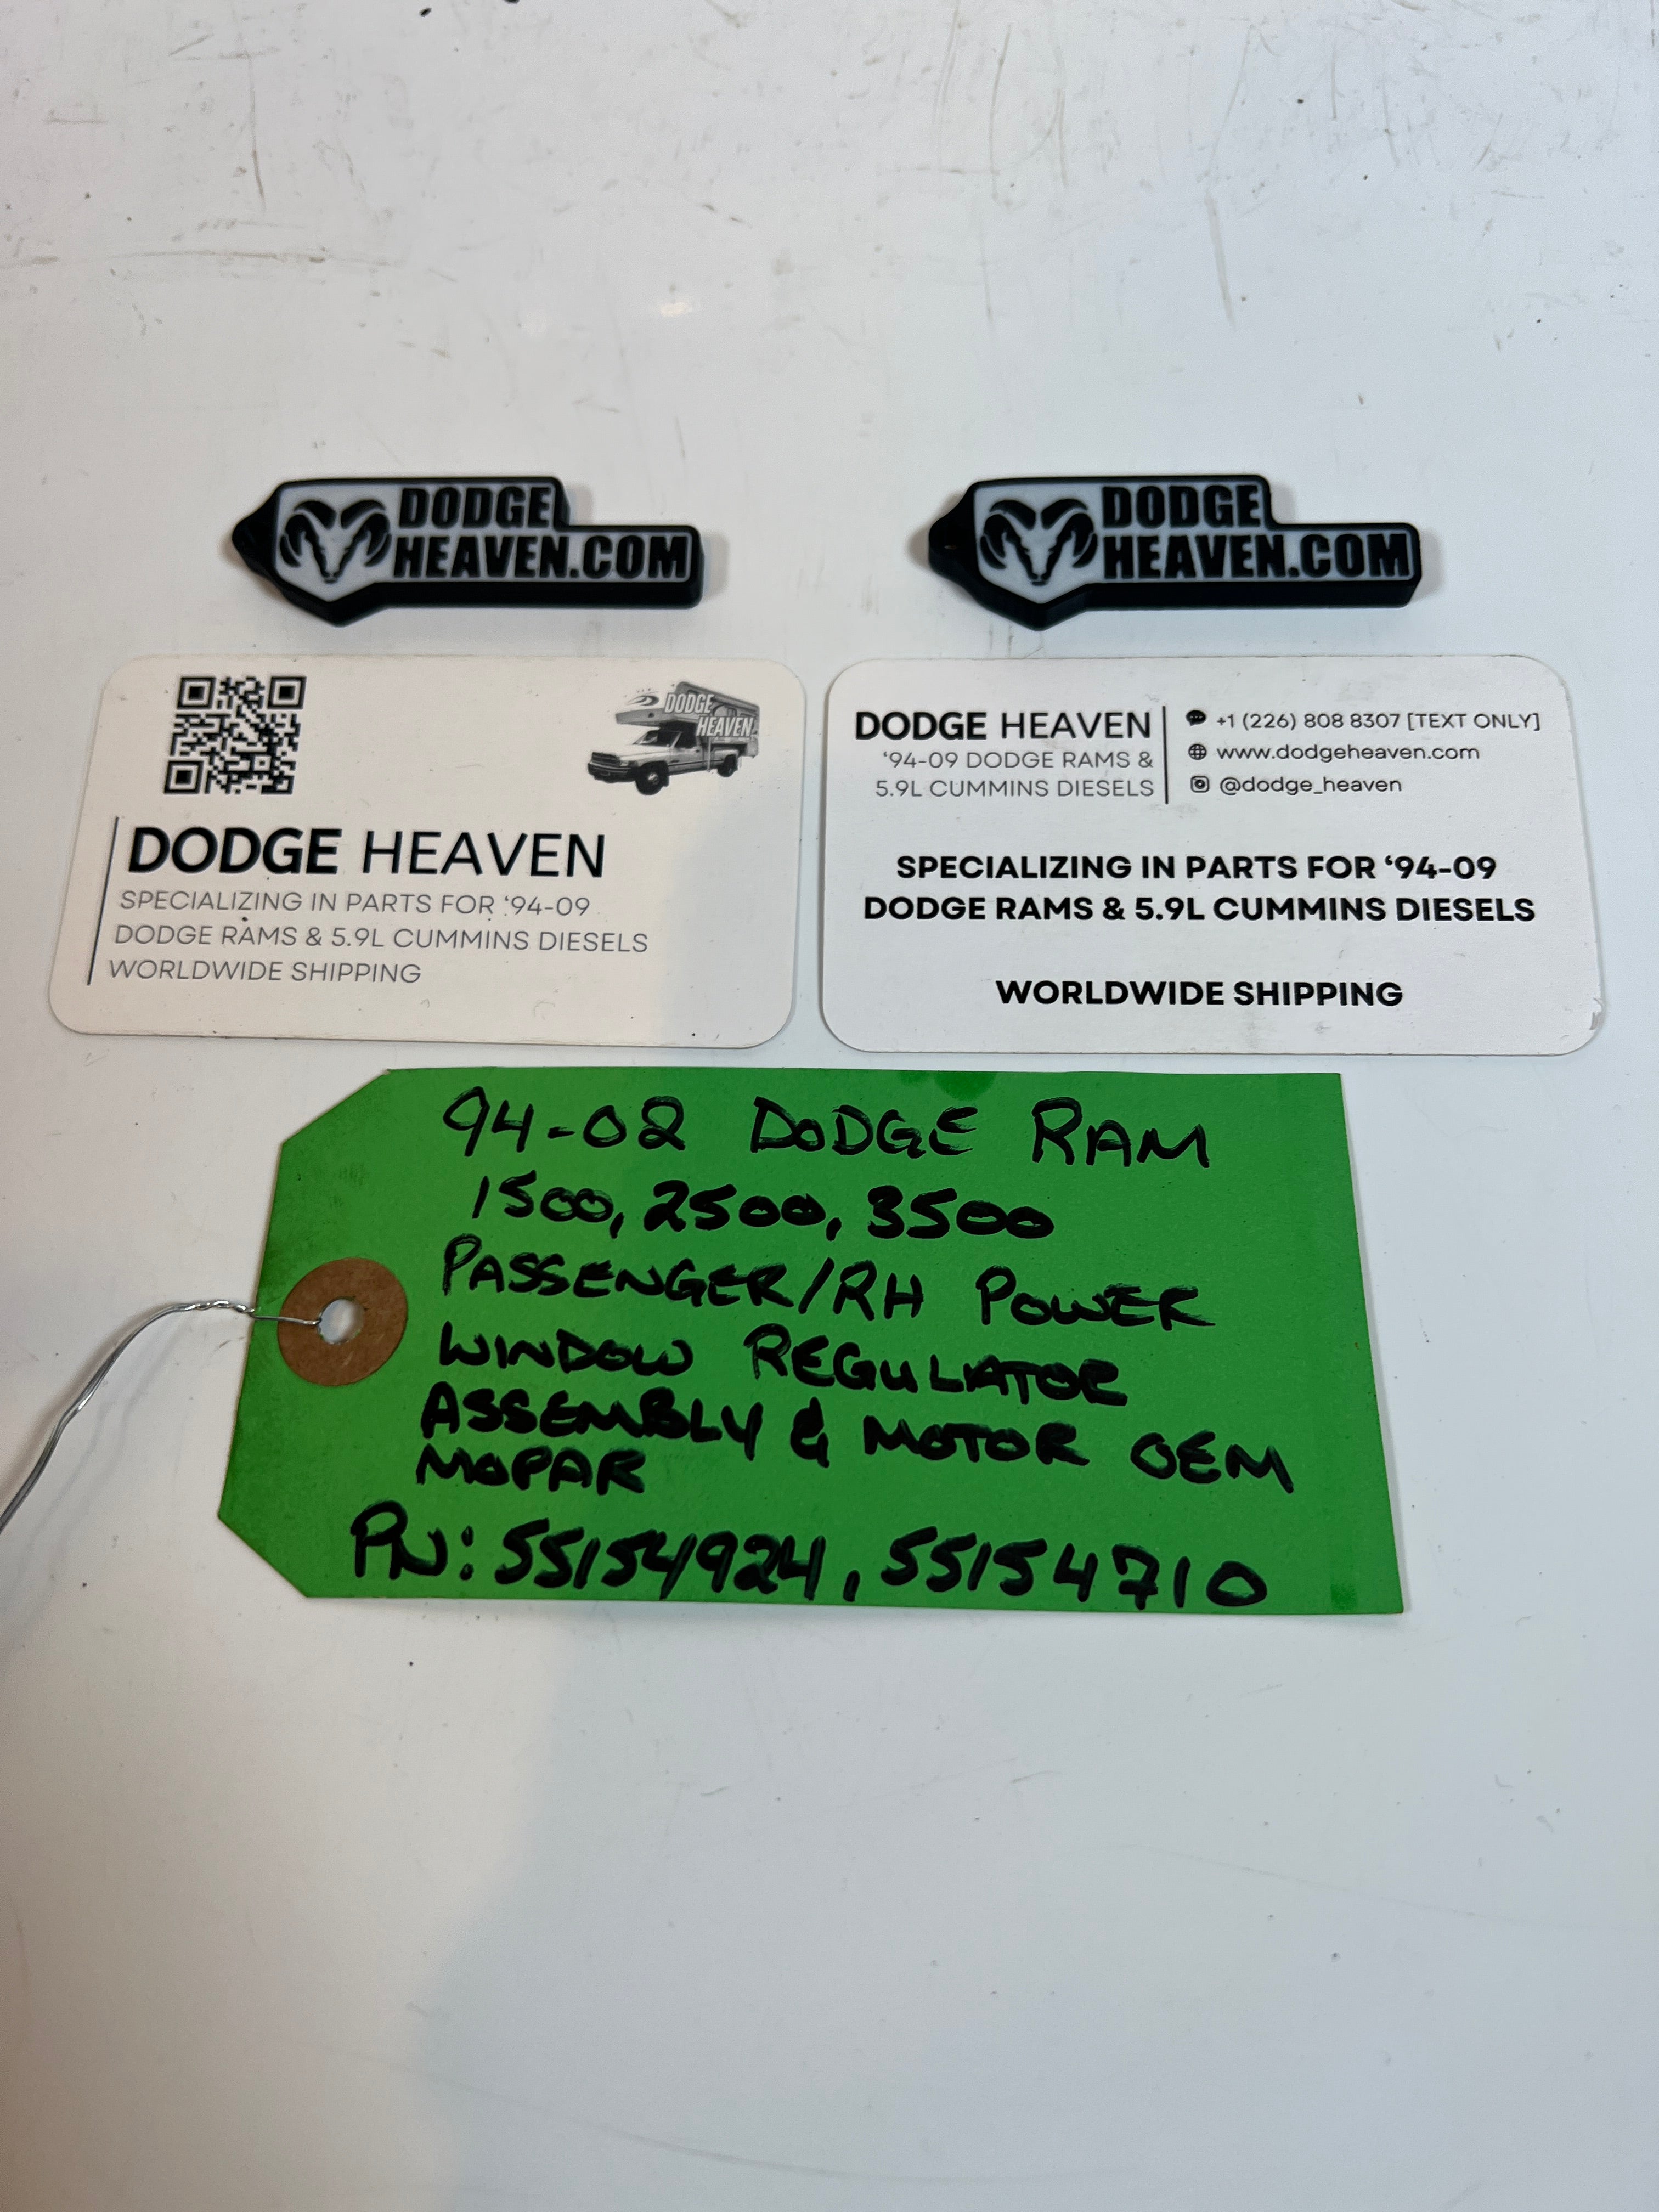 DODGE
HEAVEN.COM
DODGE
HEAVEN.COM
DODGE
HEAVEN
DODGE HEAVEN
SPECIALIZING IN PARTS FOR ‘94-09
DODGE RAMS & 5.9L CUMMINS DIESELS
WORLDWIDE SHIPPING
DODGE HEAVEN
‘94-09 DODGE RAMS &
5.9L CUMMINS DIESELS
+1 (226) 808 8307 [TEXT ONLY]
www.dodgeheaven.com
@dodge_heaven
SPECIALIZING IN PARTS FOR ‘94-09
DODGE RAMS & 5.9L CUMMINS DIESELS
WORLDWIDE SHIPPING
94-02 DODGE RAM
1500, 2500, 3500
PASSENGER/RH POWER
WINDOW REGULATOR
ASSEMBLY & MOTOR OEM
MOPAR
PN: 55154924, 55154710